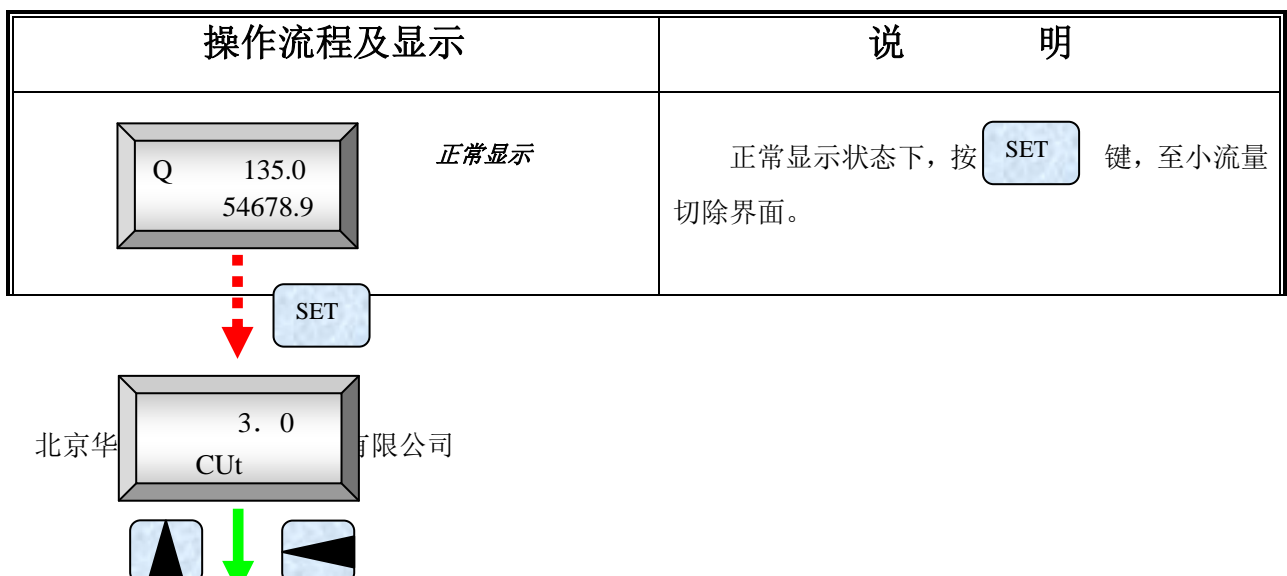 操作流程及显示
说 明
Q 135.0
54678.9
正常显示
正常显示状态下，按 SET 键，至小流量
切除界面。
SET
3. 0
CUt
北京华 限公司